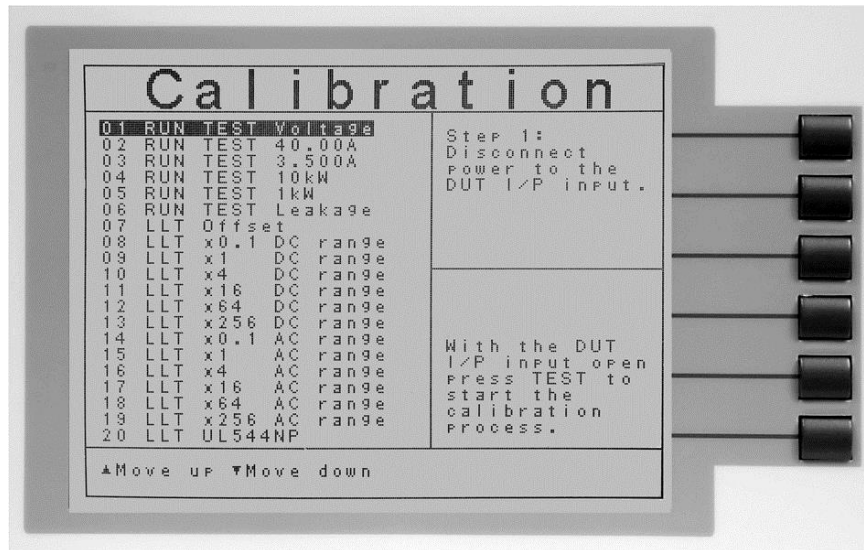 Calibration
01 RUN TEST Voltage
02 RUN TEST 40.00A
03 RUN TEST 3.500A
04 RUN TEST 10kW
05 RUN TEST 1kW
06 RUN TEST Leakage
07 LLT Offset
08 LLT x0.1 DC range
09 LLT x1 DC range
10 LLT x4 DC range
11 LLT x16 DC range
12 LLT x64 DC range
13 LLT x256 DC range
14 LLT x0.1 AC range
15 LLT x1 AC range
16 LLT x4 AC range
17 LLT x16 AC range
18 LLT x64 AC range
19 LLT x256 AC range
20 LLT UL544NP
Step 1:
Disconnect
power to the
DUT I/P input.
With the DUT
I/P input open
press TEST to
start the
calibration
process.
▲Move up ▼Move down